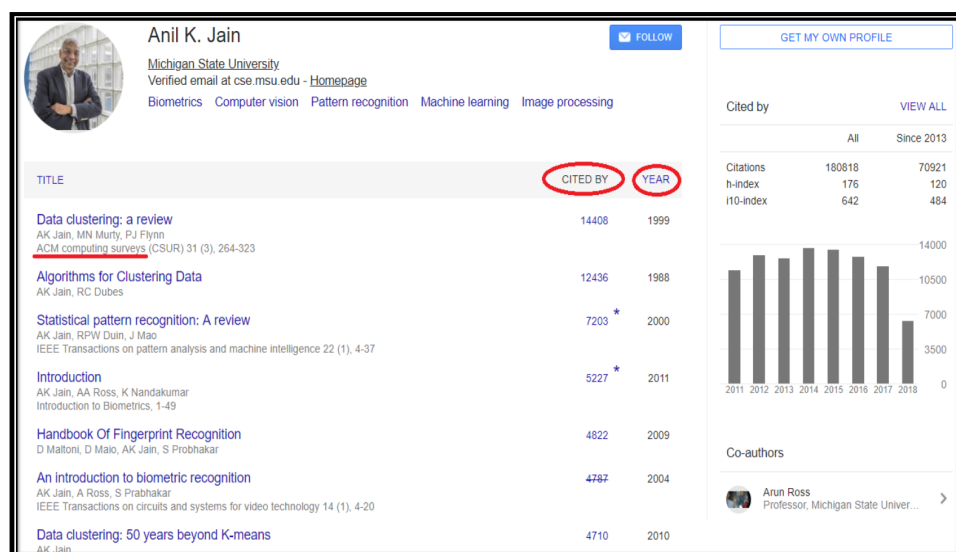 Anil K. Jain
FOLLOW
Michigan State University
Verified email at cse.msu.edu - Homepage
Biometrics Computer vision Pattern recognition Machine learning Image processing
TITLE CITED BY YEAR
Data clustering: a review 14408 1999
AK Jain, MN Murty, PJ Flynn
ACM computing surveys (CSUR) 31 (3), 264-323
Algorithms for Clustering Data 12436 1988
AK Jain, RC Dubes
Statistical pattern recognition: A review 7203 * 2000
AK Jain, RPW Duin, J Mao
IEEE Transactions on pattern analysis and machine intelligence 22 (1), 4-37
Introduction 5227 * 2011
AK Jain, AA Ross, K Nandakumar
Introduction to Biometrics, 1-49
Handbook Of Fingerprint Recognition 4822 2009
D Maltoni, D Maio, AK Jain, S Probhakar
An introduction to biometric recognition 4787 2004
AK Jain, A Ross, S Prabhakar
IEEE Transactions on circuits and systems for video technology 14 (1), 4-20
Data clustering: 50 years beyond K-means 4710 2010
AK Jain
GET MY OWN PROFILE
Cited by VIEW ALL
All Since 2013
Citations 180818 70921
h-index 176 120
i10-index 642 484
14000
10500
7000
3500
0
2011 2012 2013 2014 2015 2016 2017 2018
Co-authors
Arun Ross
Professor, Michigan State Univer...